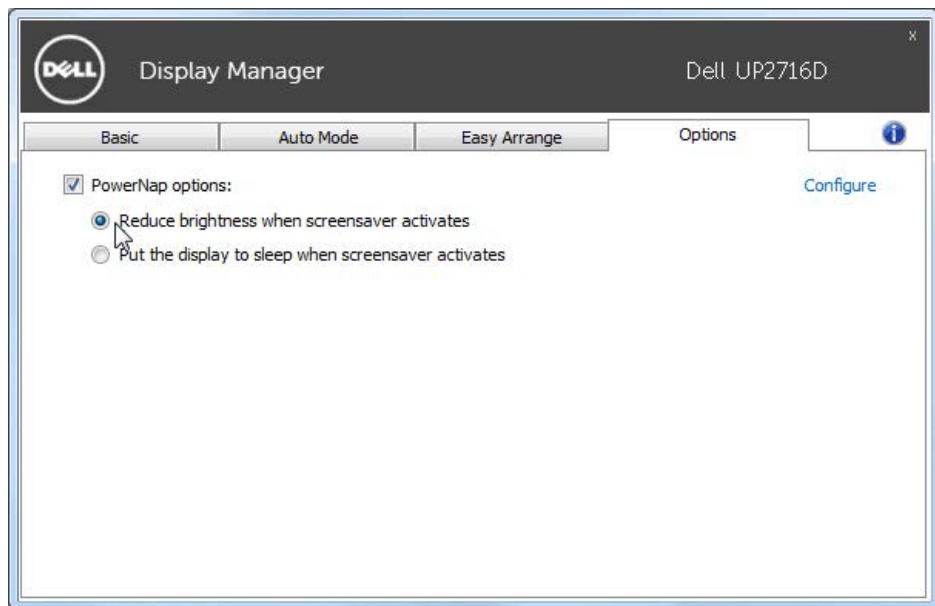 DELL Display Manager Dell UP2716D x
Basic Auto Mode Easy Arrange Options i
PowerNap options: Configure
Reduce brightness when screensaver activates
Put the display to sleep when screensaver activates